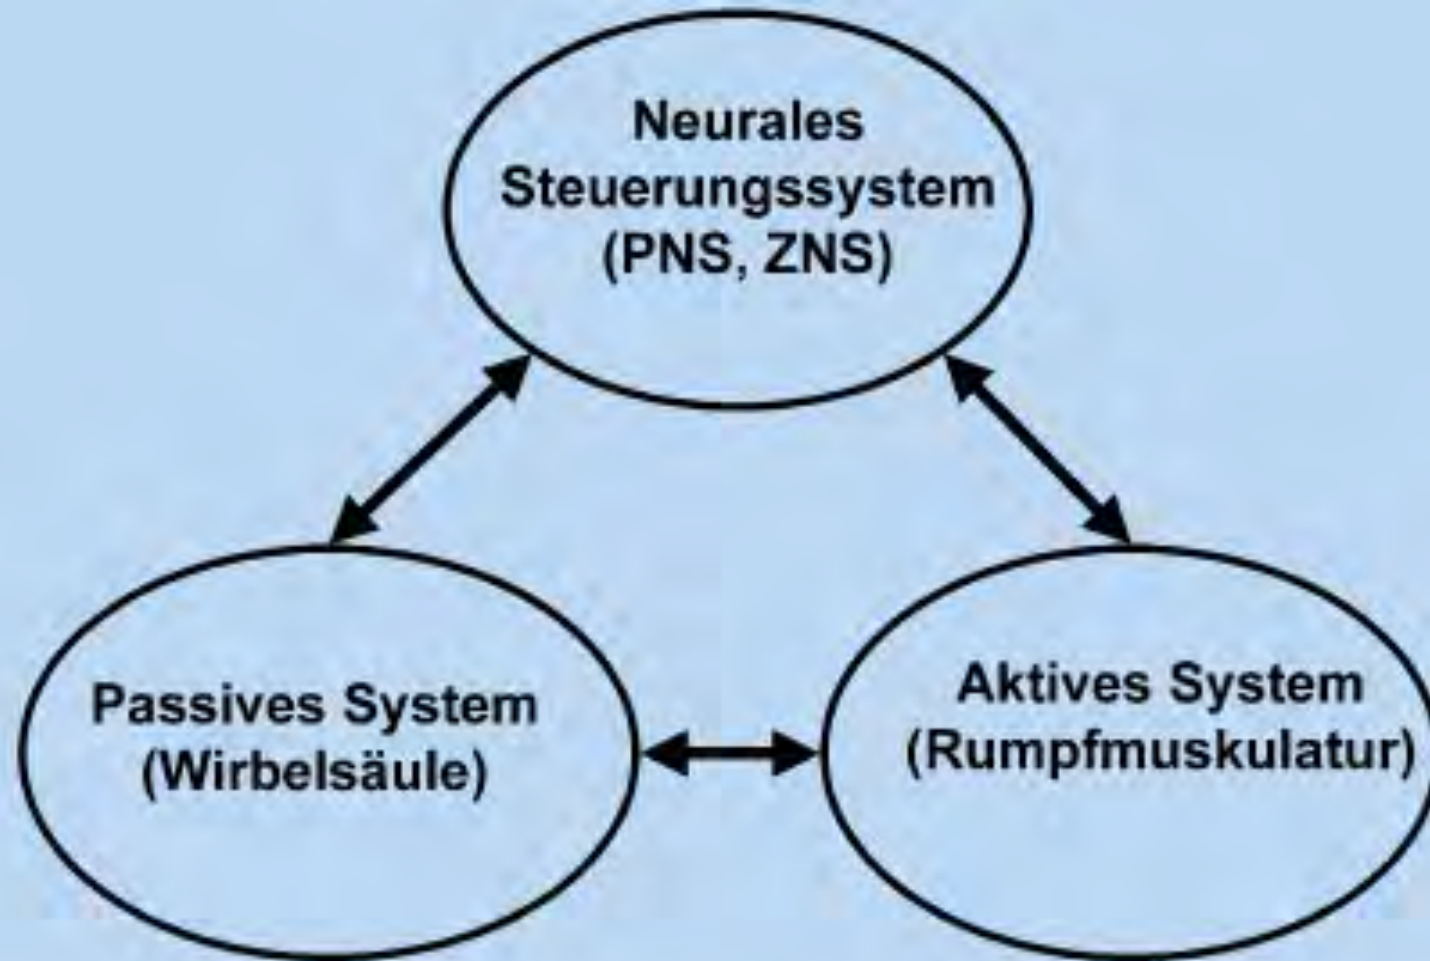 Neurales
Steuerungssystem
(PNS, ZNS)
Passives System
(Wirbelsäule)
Aktives System
(Rumpfmuskulatur)